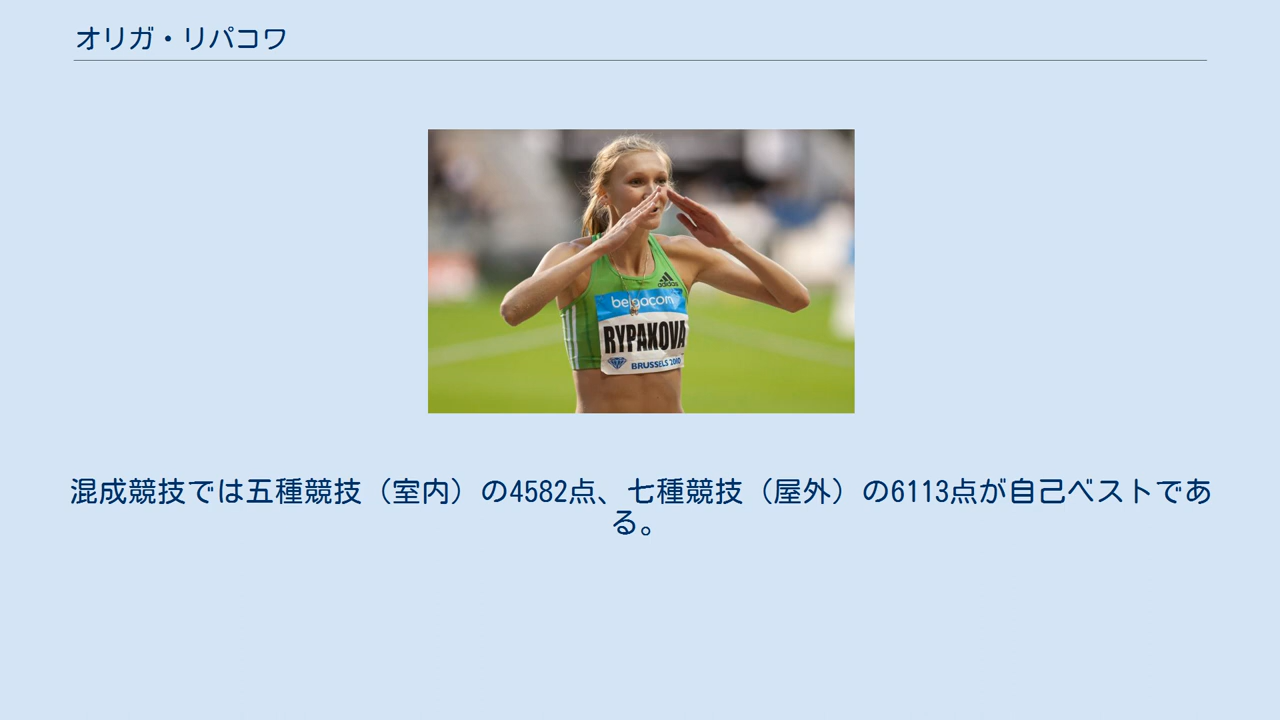 オリガ・リパコワ
adidas
belgacom
RYPAKOVA
BRUSSELS 2010
混成競技では五種競技（室内）の4582点、七種競技（屋外）の6113点が自己ベストであ
る。